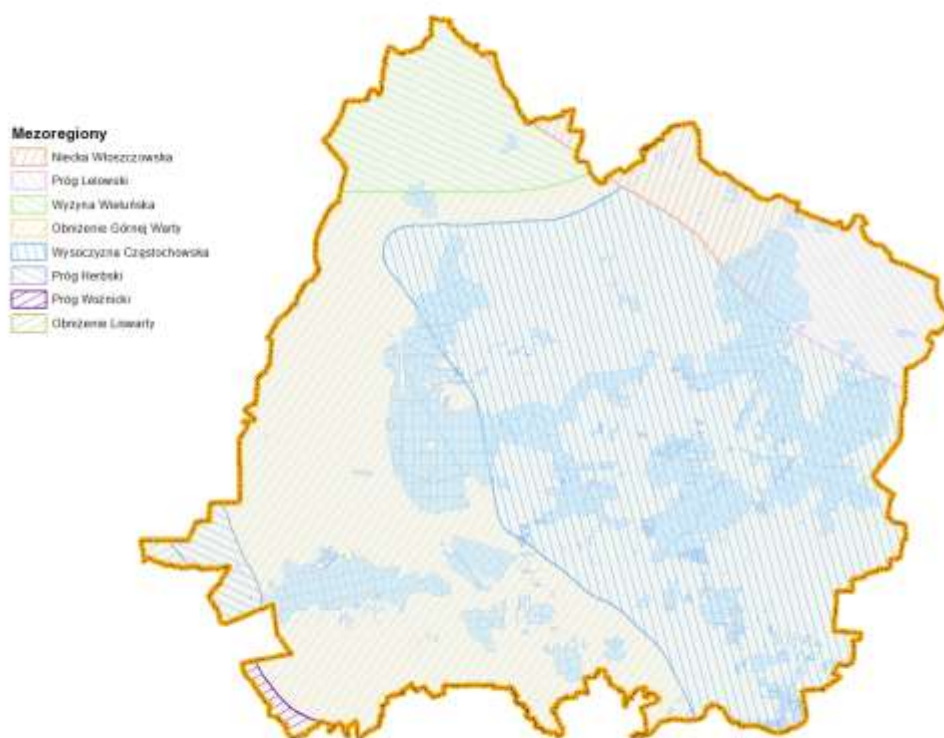 Mezoregiony
Niecka Włoszczowska
Próg Lelowski
Wyżyna Wieluńska
Obniżenie Górnej Warty
Wysoczyzna Częstochowska
Próg Herbski
Próg Woźnicki
Obniżenie Liswarty